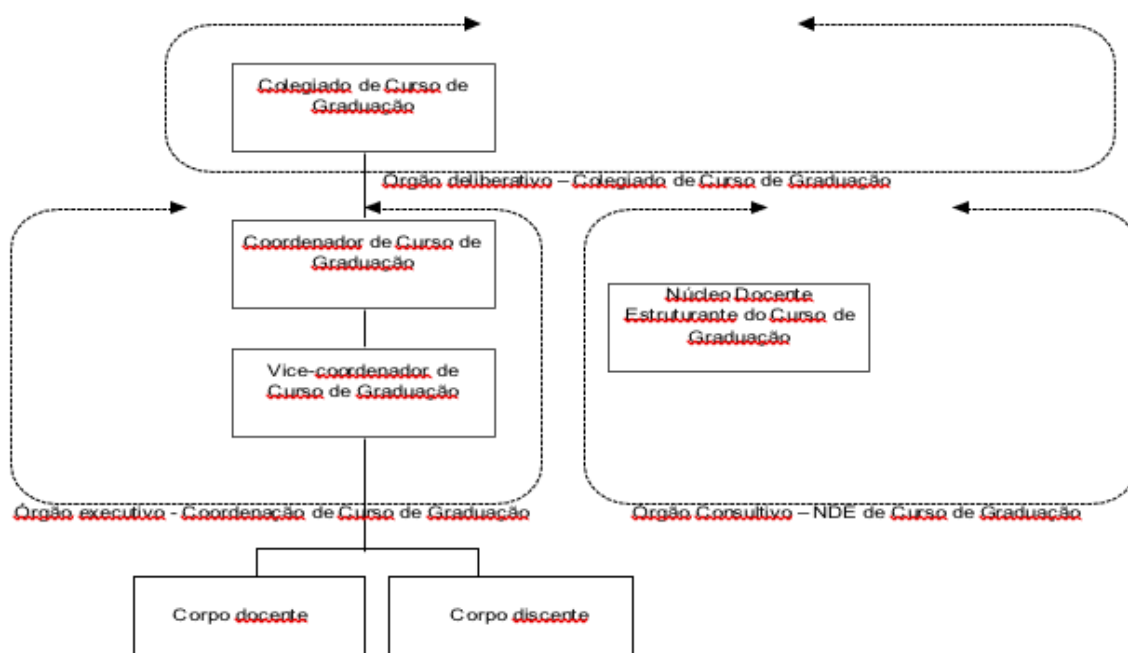 Colegiado de Curso de
Graduação
Órgão deliberativo – Colegiado de Curso de Graduação
Coordenador de Curso de
Graduação
Vice-coordenador de
Curso de Graduação
Órgão executivo - Coordenação de Curso de Graduação
Núcleo Docente
Estruturante do Curso de
Graduação
Órgão Consultivo – NDE de Curso de Graduação
Corpo docente
Corpo discente